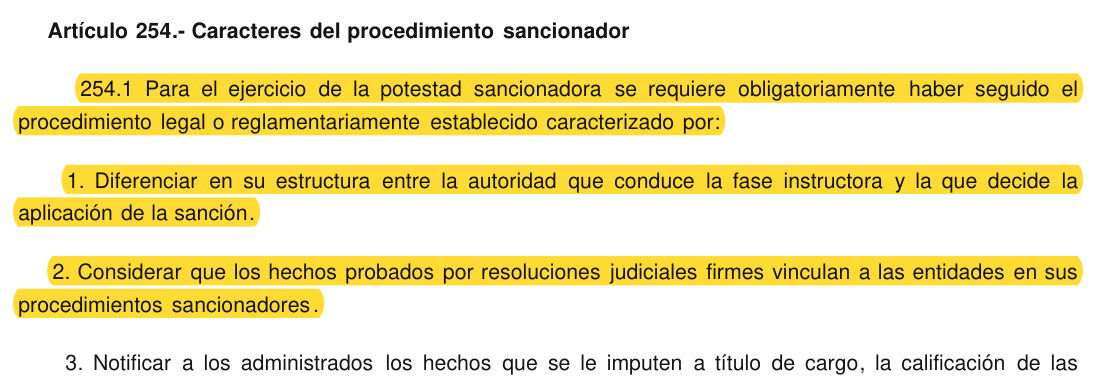 Artículo 254.- Caracteres del procedimiento sancionador
254.1 Para el ejercicio de la potestad sancionadora se requiere obligatoriamente haber seguido el
procedimiento legal o reglamentariamente establecido caracterizado por:
1. Diferenciar en su estructura entre la autoridad que conduce la fase instructora y la que decide la
aplicación de la sanción.
2. Considerar que los hechos probados por resoluciones judiciales firmes vinculan a las entidades en sus
procedimientos sancionadores.
3. Notificar a los administrados los hechos que se le imputen a título de cargo, la calificación de las